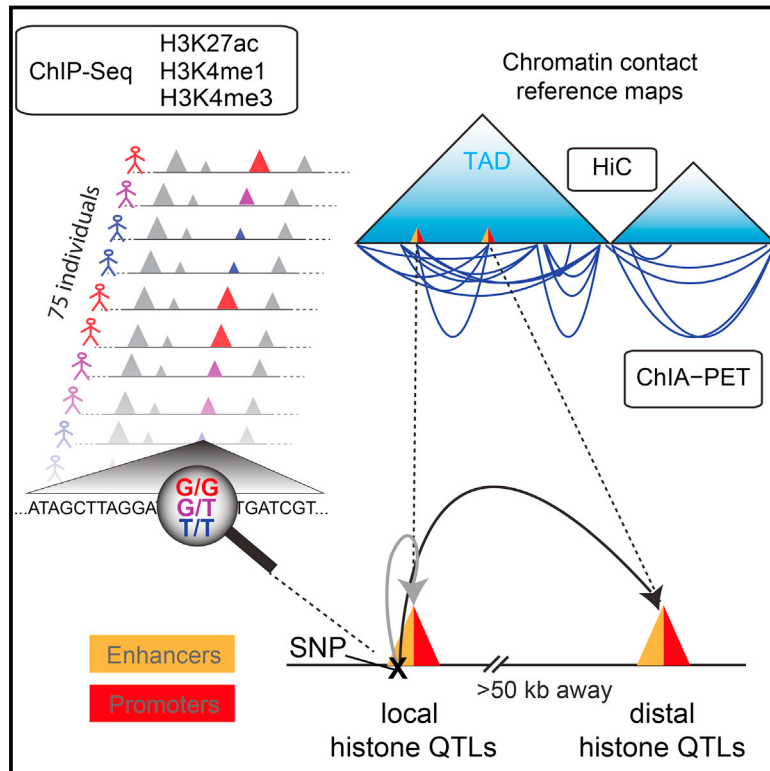 ChIP-Seq
H3K27ac
H3K4me1
H3K4me3
75 individuals
Chromatin contact
reference maps
TAD
HiC
ChIA-PET
G/G
G/T
T/T
...ATAGCTTAGGAT TGATCGT...
SNP
Enhancers
Promoters
>50 kb away
local
histone QTLs
distal
histone QTLs